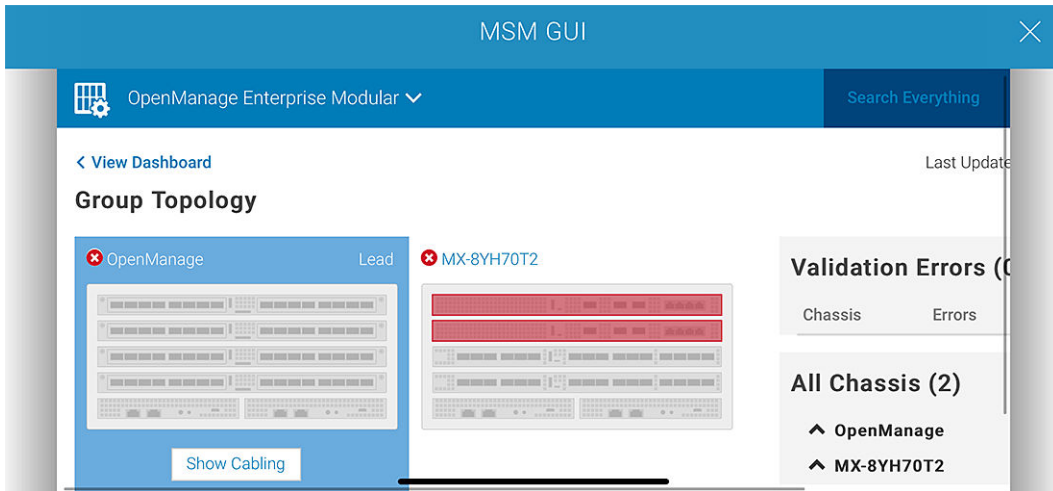 MSM GUI
OpenManage Enterprise Modular
Search Everything
View Dashboard
Last Update
Group Topology
OpenManage
Lead
MX-8YH70T2
Validation Errors (0
Chassis
Errors
All Chassis (2)
OpenManage
MX-8YH70T2
Show Cabling